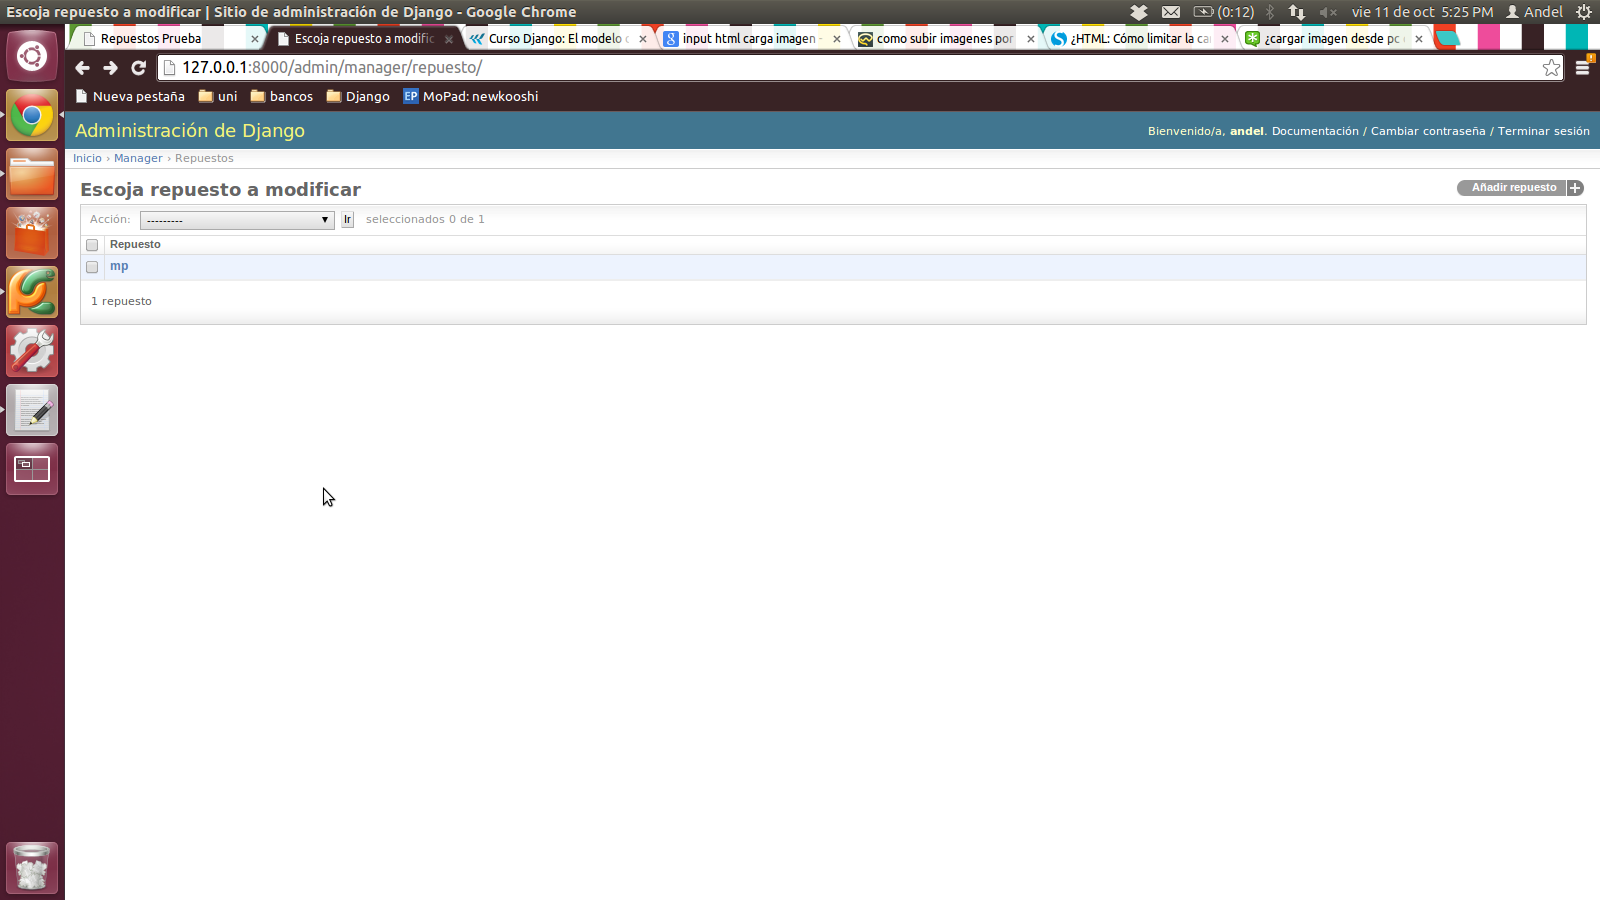 Escoja repuesto a modificar | Sitio de administración de Django - Google Chrome
(0:12) vie 11 de oct 5:25 PM Andel
Repuestos Prueba
Escoja repuesto a modific
Curso Django: El modelo
input html carga imagen -
como subir imagenes por
¿HTML: Cómo limitar la ca
¿cargar imagen desde pc
127.0.0.1:8000/admin/manager/repuesto/
Nueva pestaña uni bancos Django EP MoPad: newkooshi
Administración de Django
Bienvenido/a, andel. Documentación / Cambiar contraseña / Terminar sesión
Inicio › Manager › Repuestos
Escoja repuesto a modificar
Añadir repuesto
Acción: --------- Ir seleccionados 0 de 1
Repuesto
mp
1 repuesto